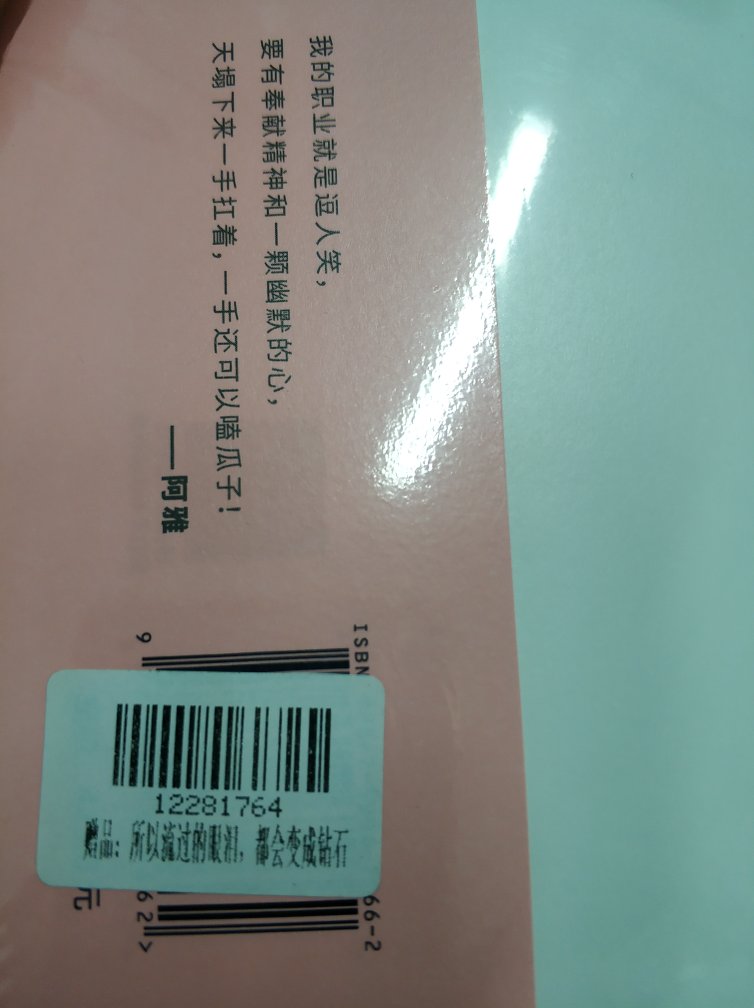 我的职业就是逗人笑，
要有奉献精神和一颗幽默的心，
天塌下来一手扛着，一手还可以嗑瓜子！
——阿雅
ISBN
66-2
9
62>
元
12281764
赠品：所以流过的眼泪，都会变成钻石